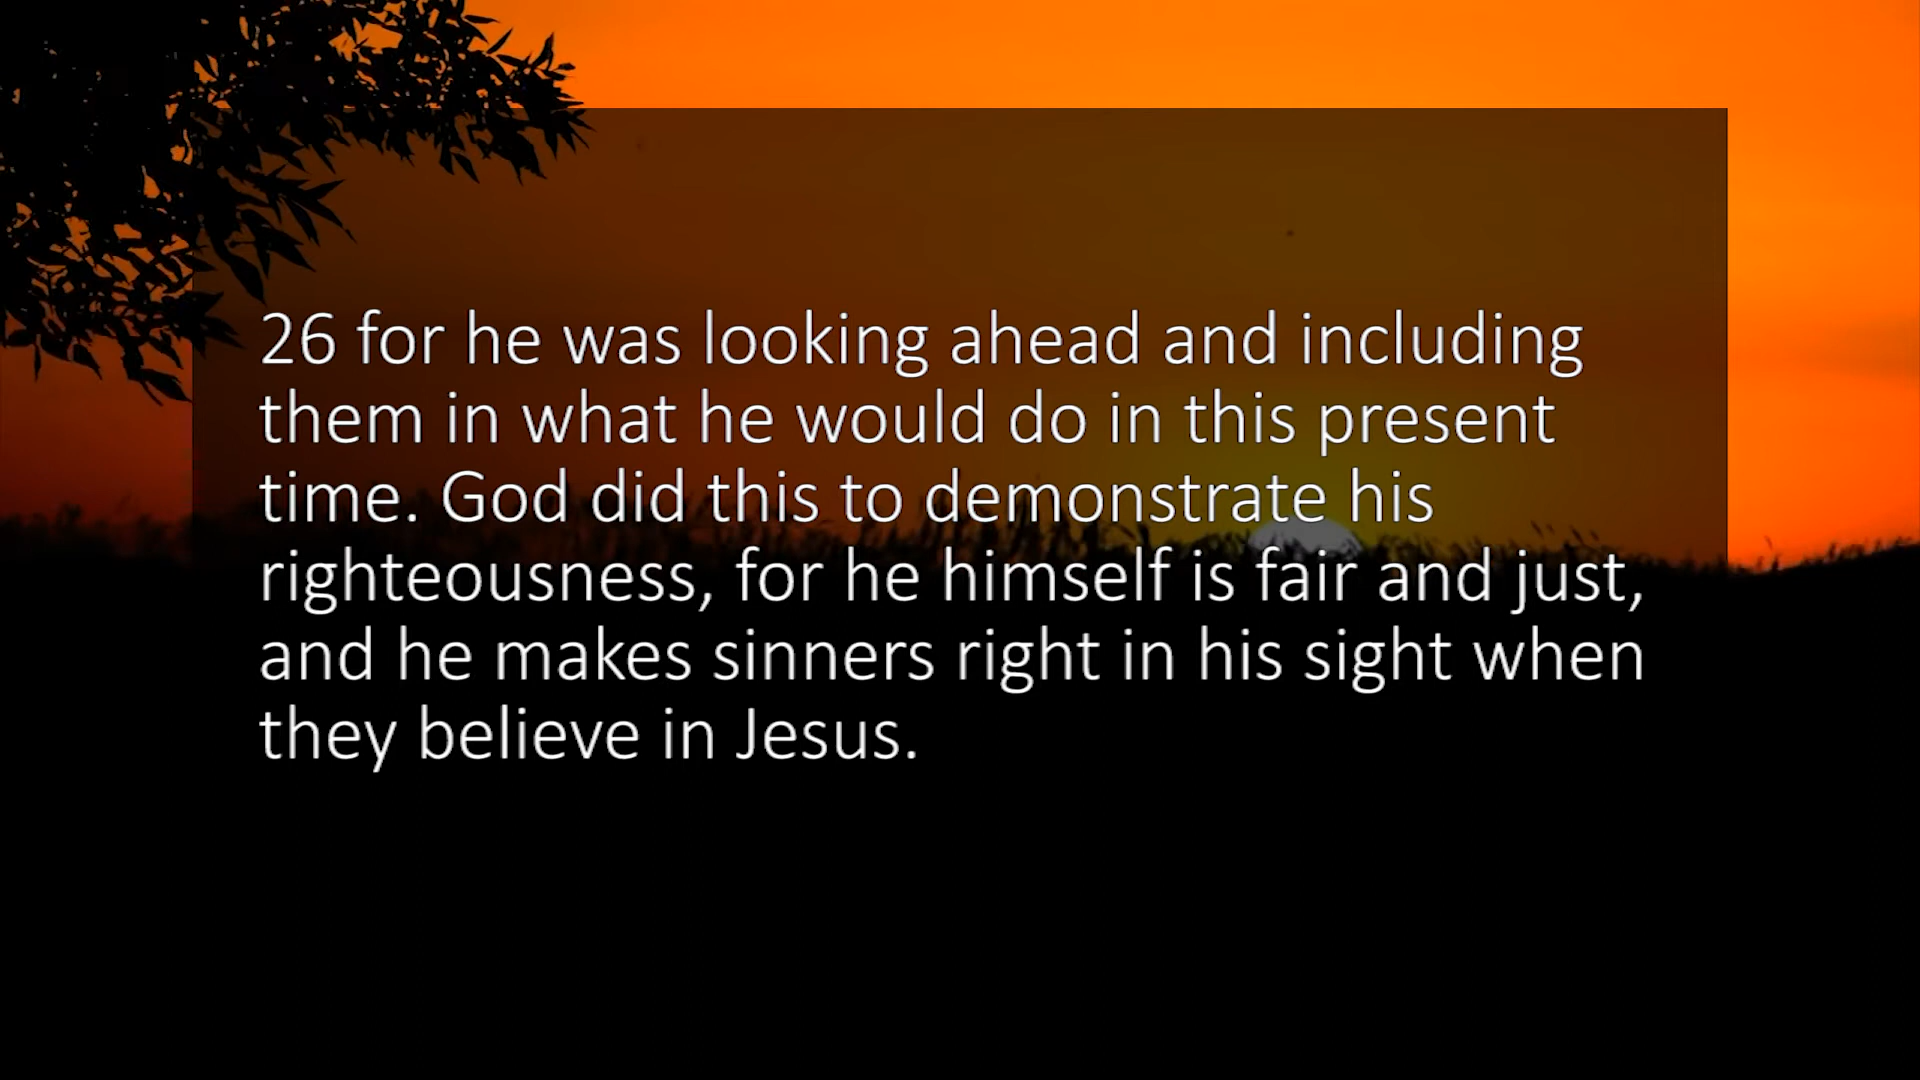 26 for he was looking ahead and including
them in what he would do in this present
time. God did this to demonstrate his
righteousness, for he himself is fair and just,
and he makes sinners right in his sight when
they believe in Jesus.